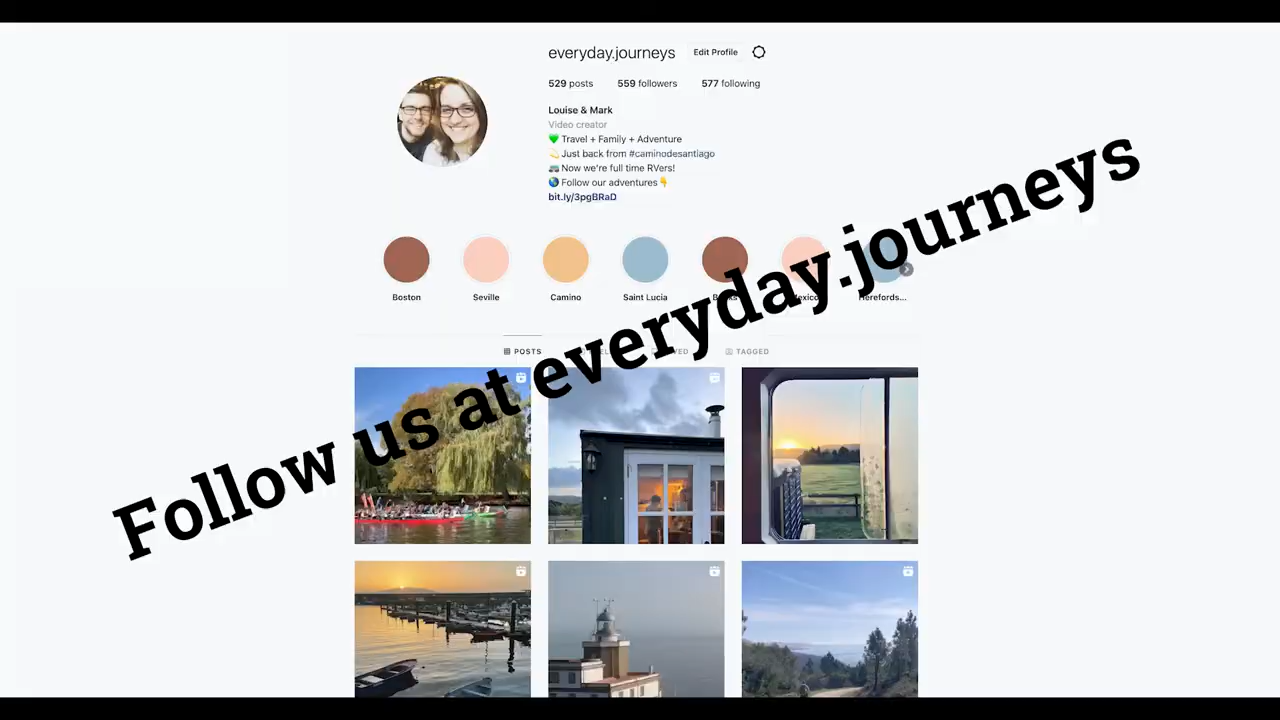 everyday.journeys Edit Profile
529 posts 559 followers 577 following
Louise & Mark
Video creator
💚 Travel + Family + Adventure
💫 Just back from #caminodesantiago
🚐 Now we're full time RVers!
🌎 Follow our adventures👇
bit.ly/3pgBRaD
Boston Seville Camino Saint Lucia Herefords...
POSTS TAGGED
Follow us at everyday.journeys